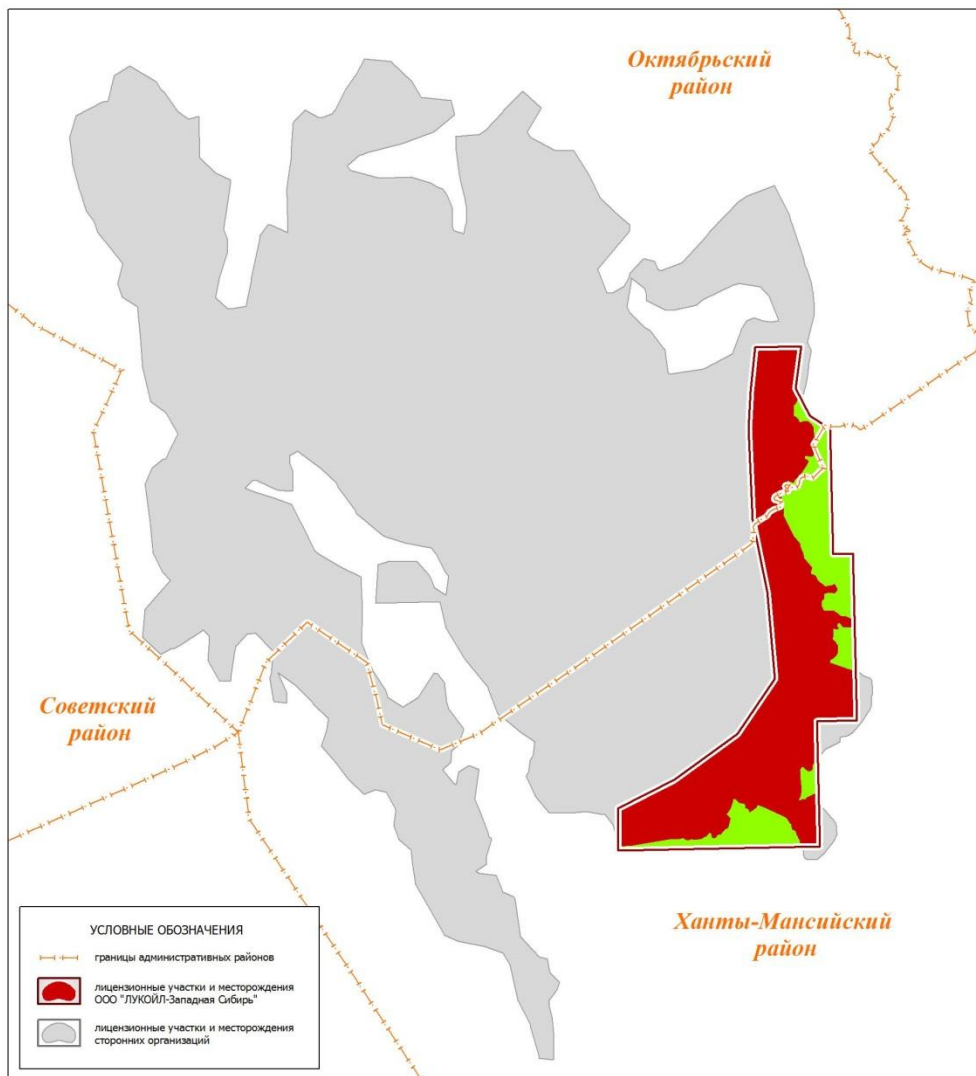 Октябрьский
район
Советский
район
Ханты-Мансийский
район
УСЛОВНЫЕ ОБОЗНАЧЕНИЯ
границы административных районов
лицензионные участки и месторождения
ООО "ЛУКОЙЛ-Западная Сибирь"
лицензионные участки и месторождения
сторонних организаций